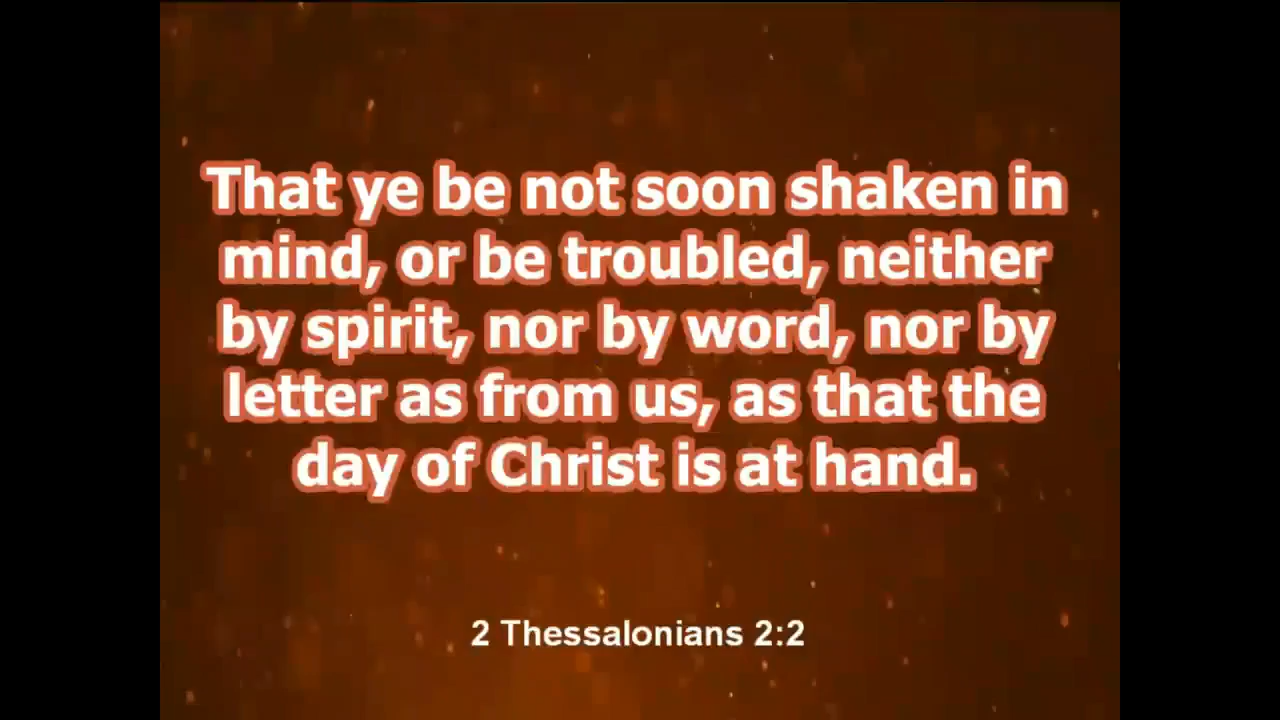 That ye be not soon shaken in
mind, or be troubled, neither
by spirit, nor by word, nor by
letter as from us, as that the
day of Christ is at hand.
2 Thessalonians 2:2